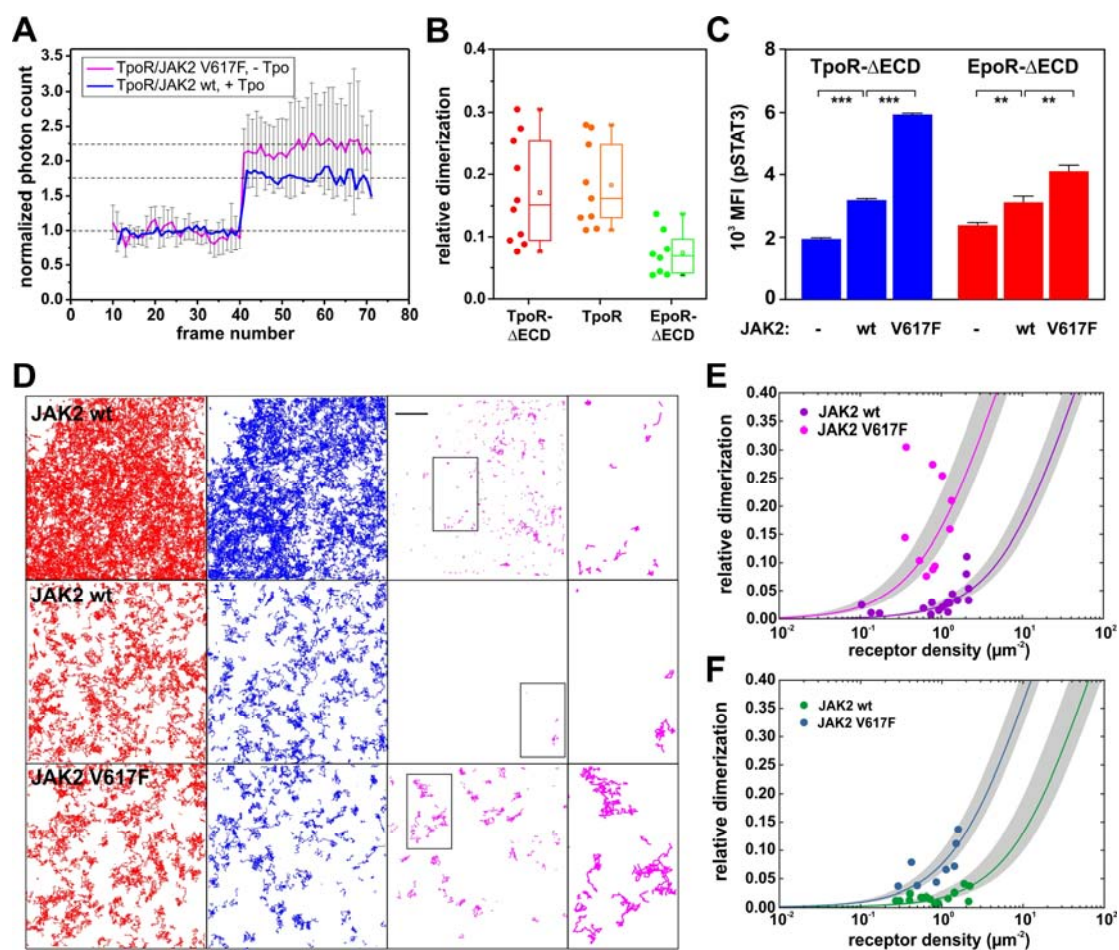 A
normalized photon count
3.5
3.0
2.5
2.0
1.5
1.0
0.5
0.0
TpoR/JAK2 V617F, - Tpo
TpoR/JAK2 wt, + Tpo
0 10 20 30 40 50 60 70 80
frame number
B
relative dimerization
0.4
0.3
0.2
0.1
0.0
TpoR-
ΔECD
TpoR
EpoR-
ΔECD
C
10³ MFI (pSTAT3)
8
6
4
2
0
TpoR-ΔECD EpoR-ΔECD
*** *** ** **
JAK2: - wt V617F - wt V617F
D
JAK2 wt
JAK2 wt
JAK2 V617F
E
relative dimerization
0.40
0.35
0.30
0.25
0.20
0.15
0.10
0.05
0.00
JAK2 wt
JAK2 V617F
10⁻² 10⁻¹ 10⁰ 10¹ 10²
receptor density (µm⁻²)
F
relative dimerization
0.40
0.35
0.30
0.25
0.20
0.15
0.10
0.05
0.00
JAK2 wt
JAK2 V617F
10⁻² 10⁻¹ 10⁰ 10¹ 10²
receptor density (µm⁻²)